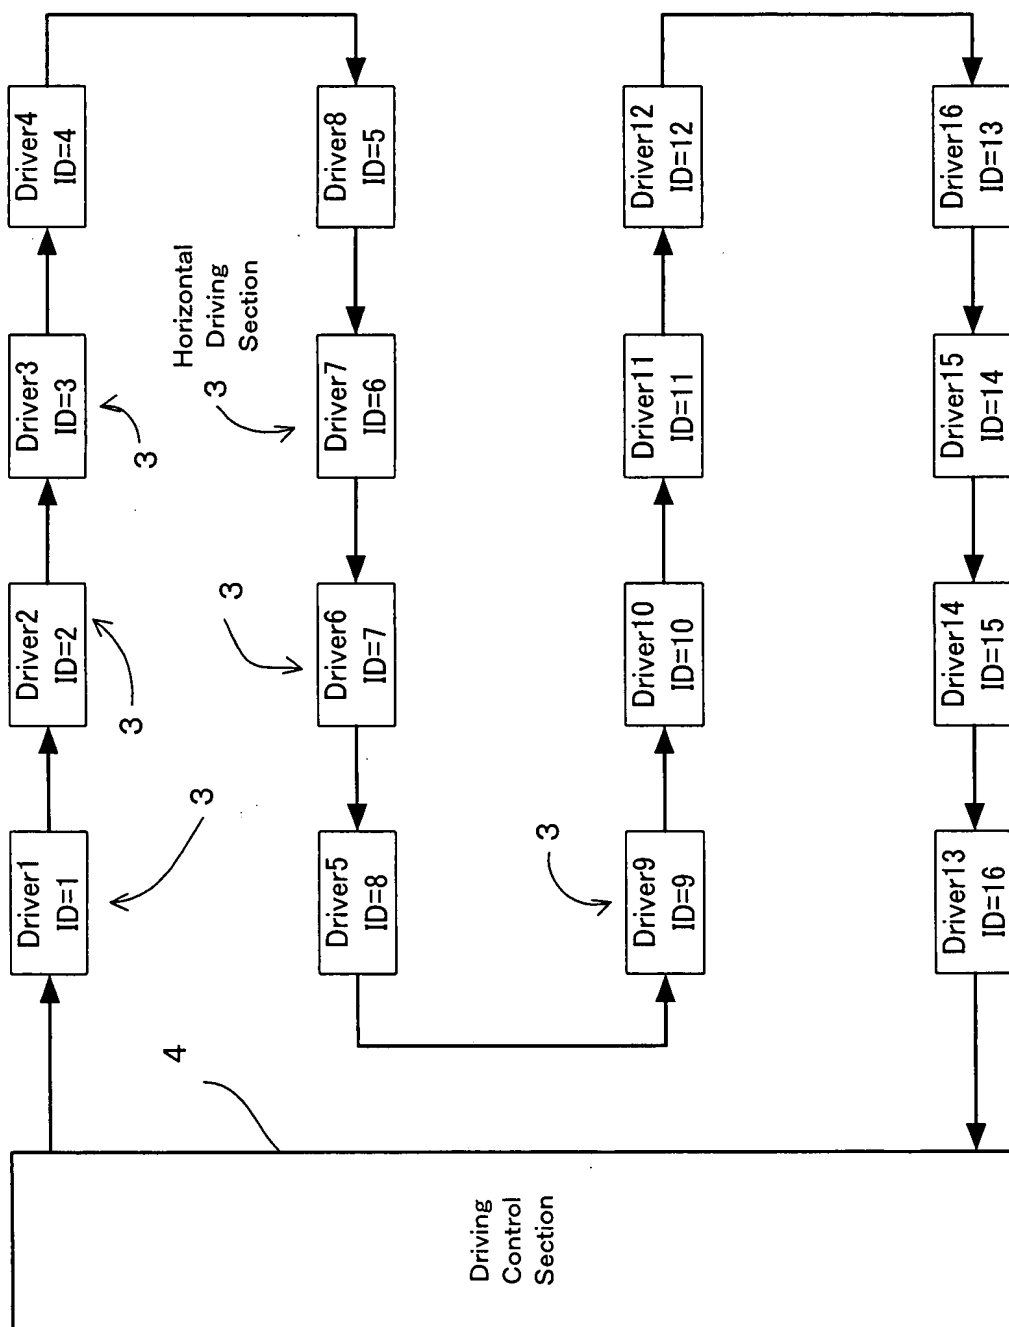 Driver1
ID=1
Driver2
ID=2
Driver3
ID=3
Driver4
ID=4
3
3
3
Driver5
ID=8
Driver6
ID=7
Driver7
ID=6
Driver8
ID=5
3
3
Horizontal
Driving
Section
Driver9
ID=9
Driver10
ID=10
Driver11
ID=11
Driver12
ID=12
3
Driver13
ID=16
Driver14
ID=15
Driver15
ID=14
Driver16
ID=13
4
Driving
Control
Section